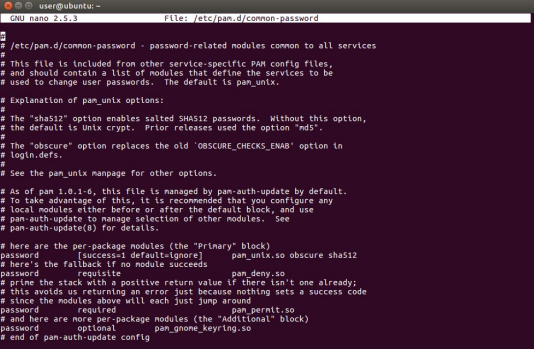 user@ubuntu: ~
GNU nano 2.5.3 File: /etc/pam.d/common-password
#
# /etc/pam.d/common-password - password-related modules common to all services
#
# This file is included from other service-specific PAM config files,
# and should contain a list of modules that define the services to be
# used to change user passwords.  The default is pam_unix.

# Explanation of pam_unix options:
#
# The "sha512" option enables salted SHA512 passwords.  Without this option,
# the default is Unix crypt.  Prior releases used the option "md5".
#
# The "obscure" option replaces the old `OBSCURE_CHECKS_ENAB' option in
# login.defs.
#
# See the pam_unix manpage for other options.

# As of pam 1.0.1-6, this file is managed by pam-auth-update by default.
# To take advantage of this, it is recommended that you configure any
# local modules either before or after the default block, and use
# pam-auth-update to manage selection of other modules.  See
# pam-auth-update(8) for details.

# here are the per-package modules (the "Primary" block)
password [success=1 default=ignore] pam_unix.so obscure sha512
# here's the fallback if no module succeeds
password requisite pam_deny.so
# prime the stack with a positive return value if there isn't one already;
# this avoids us returning an error just because nothing sets a success code
# since the modules above will each just jump around
password required pam_permit.so
# and here are more per-package modules (the "Additional" block)
password optional pam_gnome_keyring.so
# end of pam-auth-update config